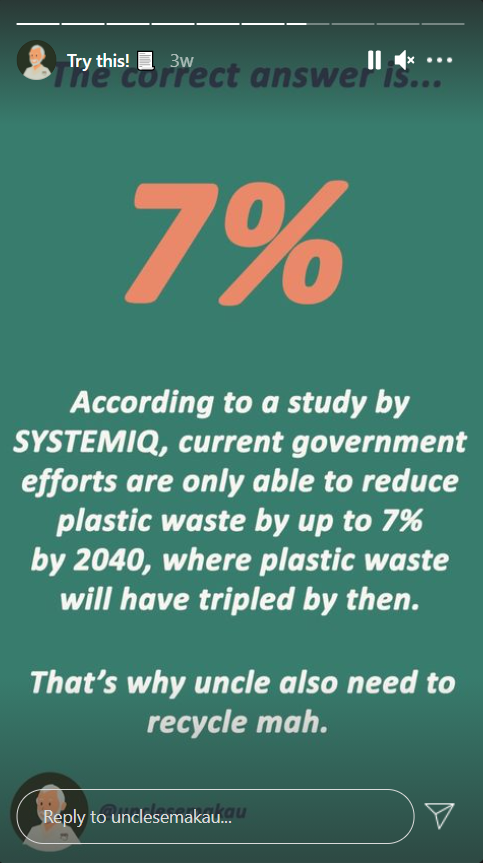 Try this! 3w
The correct answer is...
7%
According to a study by
SYSTEMIQ, current government
efforts are only able to reduce
plastic waste by up to 7%
by 2040, where plastic waste
will have tripled by then.
That's why uncle also need to
recycle mah.
@unclesemakau
Reply to unclesemakau...